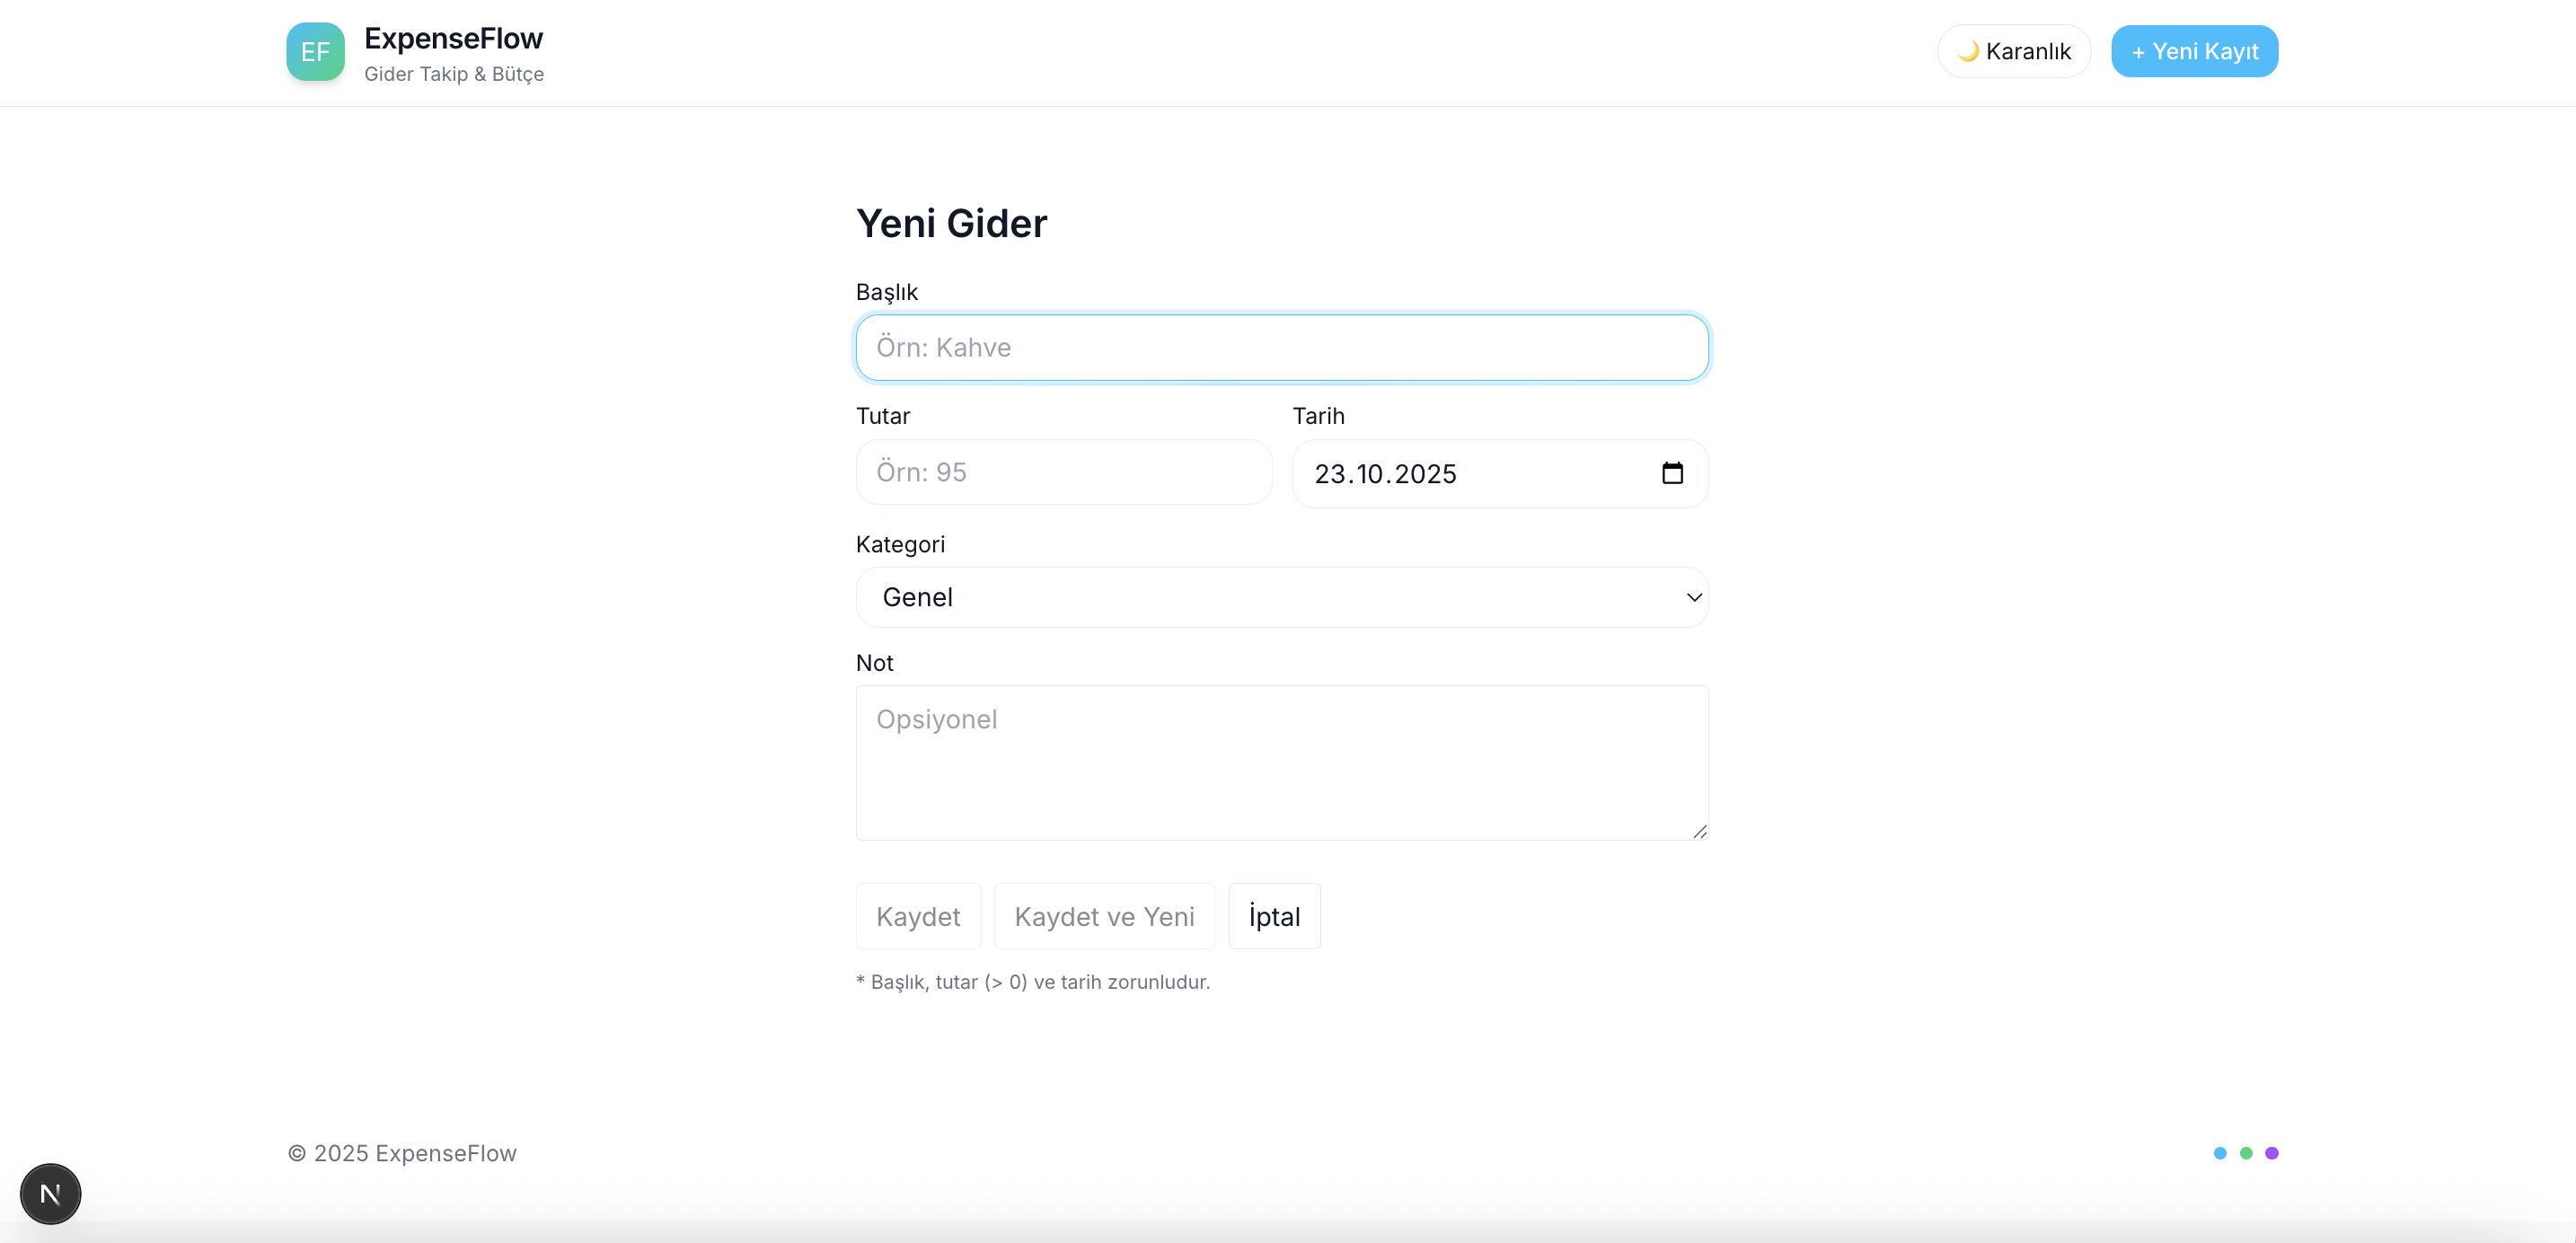 EF
ExpenseFlow
Gider Takip & Bütçe
🌙 Karanlık
+ Yeni Kayıt
Yeni Gider
Başlık
Örn: Kahve
Tutar
Tarih
Örn: 95
23.10.2025
Kategori
Genel
Not
Opsiyonel
Kaydet
Kaydet ve Yeni
İptal
* Başlık, tutar (> 0) ve tarih zorunludur.
© 2025 ExpenseFlow
N